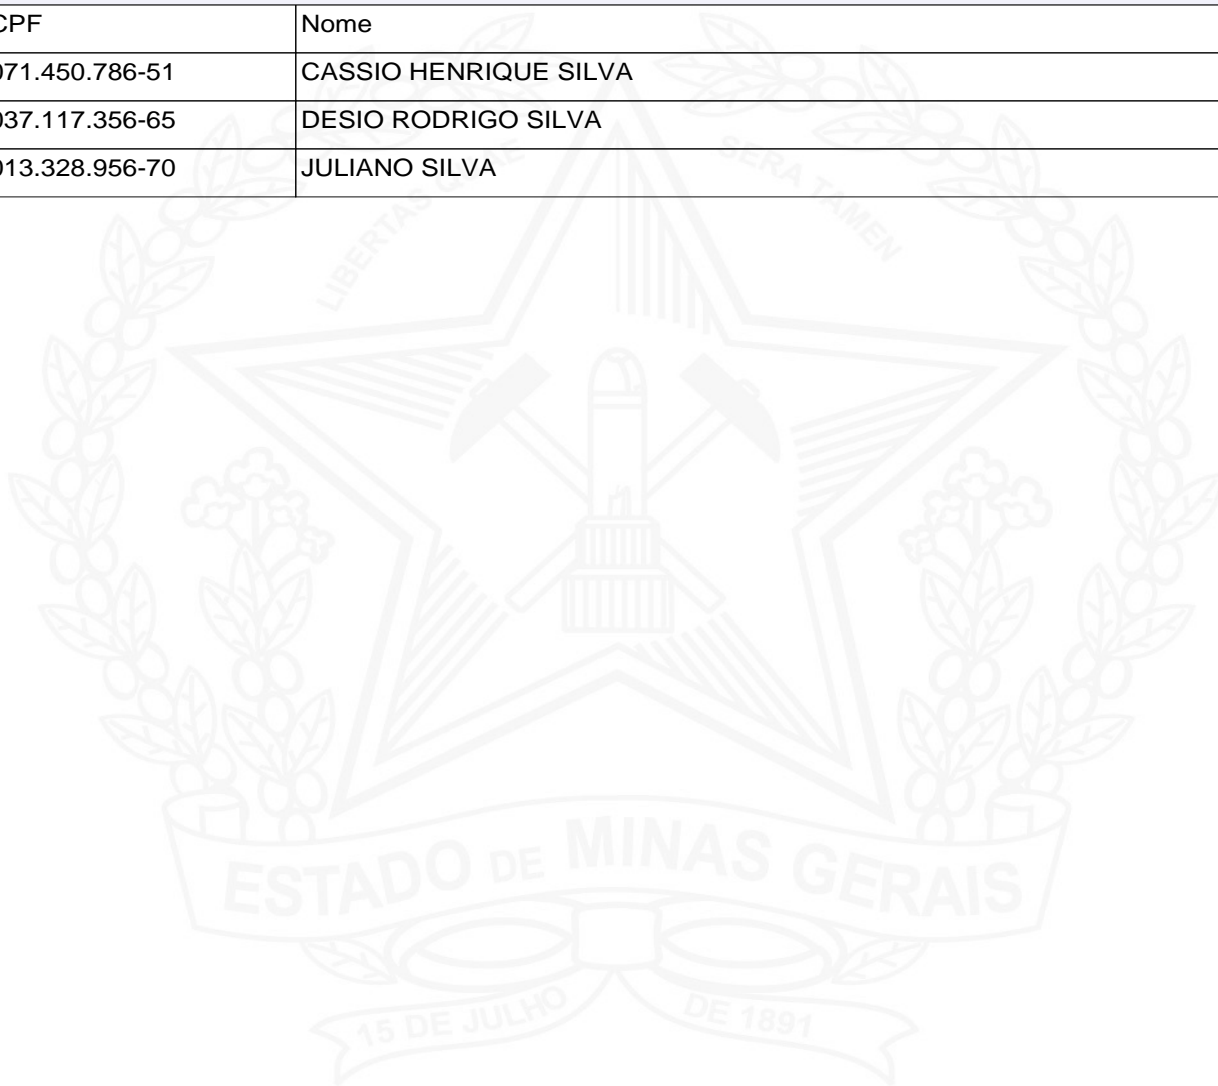 CPF Nome
071.450.786-51 CASSIO HENRIQUE SILVA
037.117.356-65 DESIO RODRIGO SILVA
013.328.956-70 JULIANO SILVA
LIBERTAS QUAE SERA TAMEN
ESTADO DE MINAS GERAIS
15 DE JULHO DE 1891